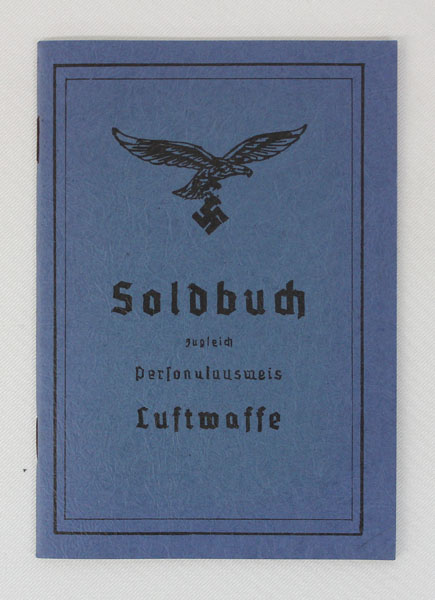 Soldbuch
zugleich
Personalausweis
Luftwaffe